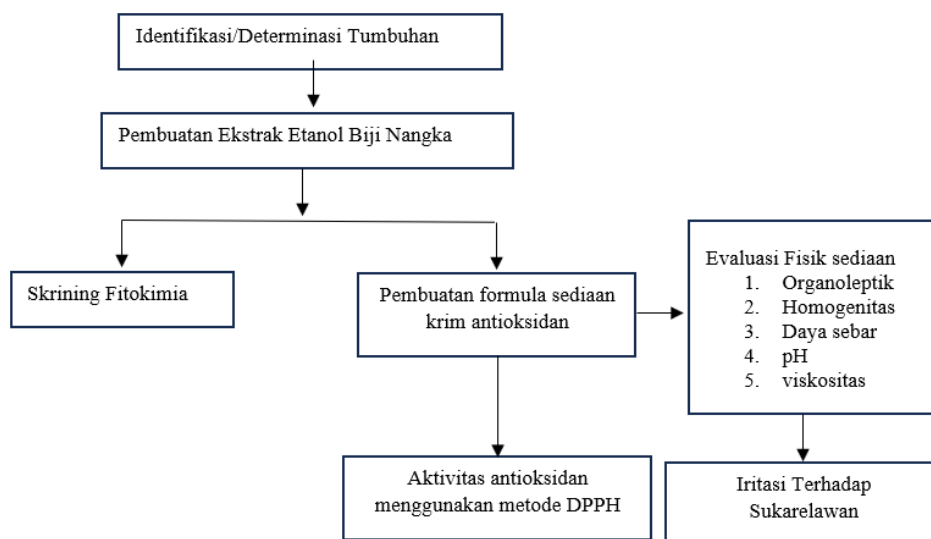 Identifikasi/Determinasi Tumbuhan
Pembuatan Ekstrak Etanol Biji Nangka
Skrining Fitokimia
Pembuatan formula sediaan
krim antioksidan
Evaluasi Fisik sediaan
1. Organoleptik
2. Homogenitas
3. Daya sebar
4. pH
5. viskositas
Aktivitas antioksidan
menggunakan metode DPPH
Iritasi Terhadap
Sukarelawan